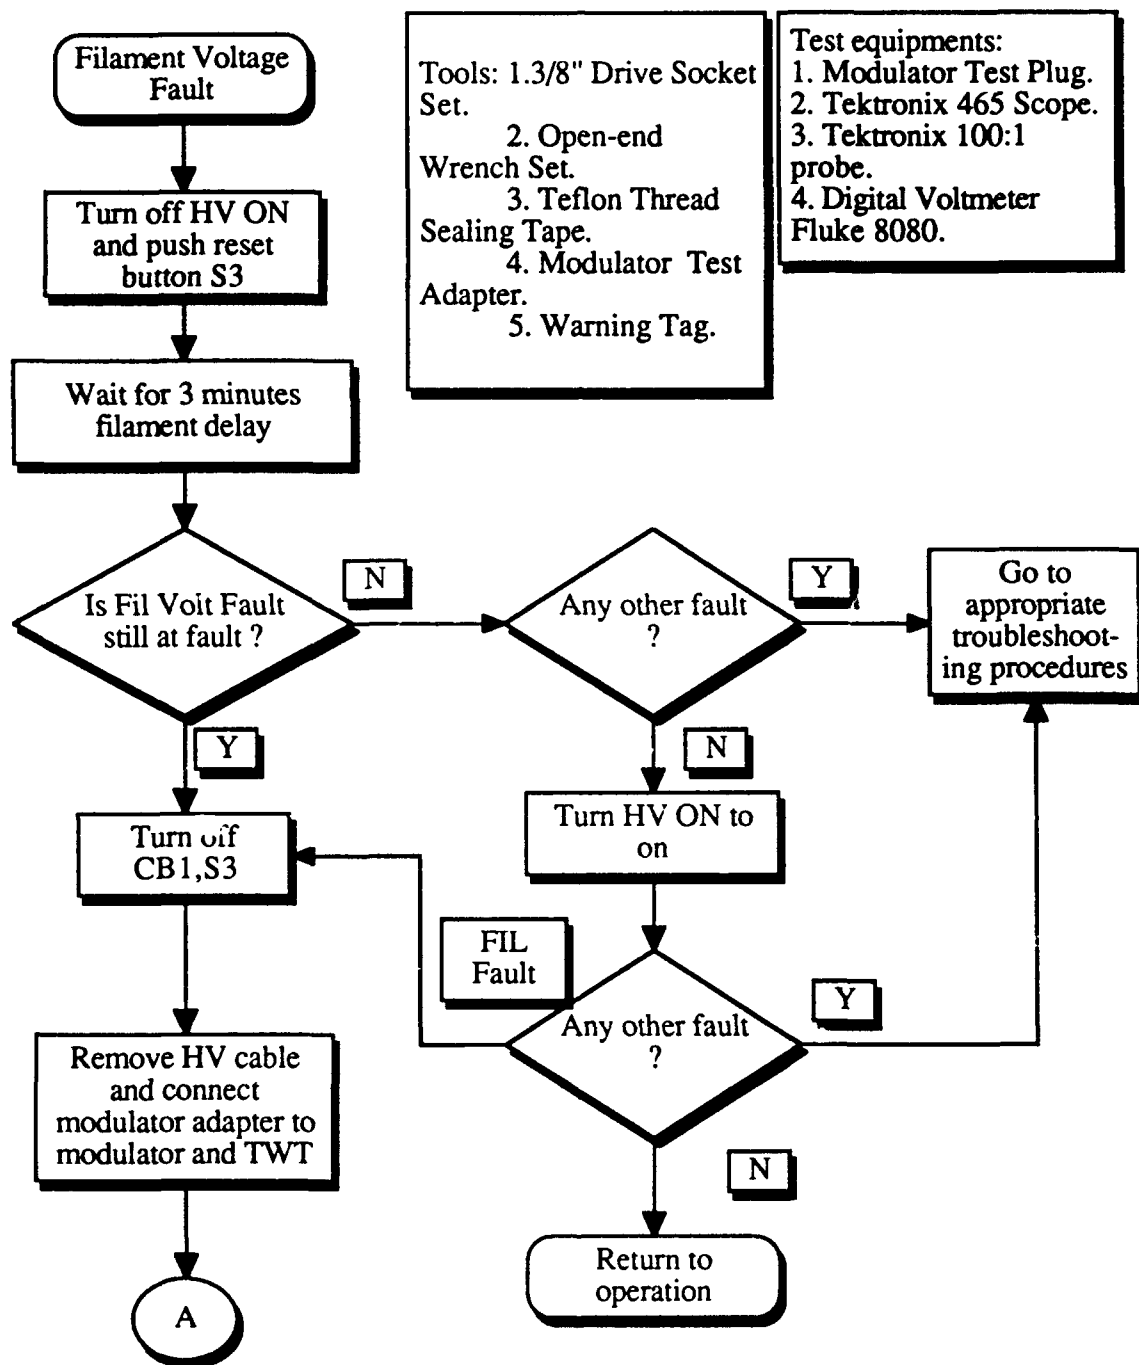 Filament Voltage
Fault
Tools: 1.3/8" Drive Socket
Set.
2. Open-end
Wrench Set.
3. Teflon Thread
Sealing Tape.
4. Modulator Test
Adapter.
5. Warning Tag.
Test equipments:
1. Modulator Test Plug.
2. Tektronix 465 Scope.
3. Tektronix 100:1
probe.
4. Digital Voltmeter
Fluke 8080.
Turn off HV ON
and push reset
button S3
Wait for 3 minutes
filament delay
Is Fil Voit Fault
still at fault ?
N
Any other fault
?
Y
Go to
appropriate
troubleshoot-
ing procedures
Y
N
Turn off
CB1,S3
Turn HV ON to
on
FIL
Fault
Any other fault
?
Y
Remove HV cable
and connect
modulator adapter to
modulator and TWT
N
Return to
operation
A